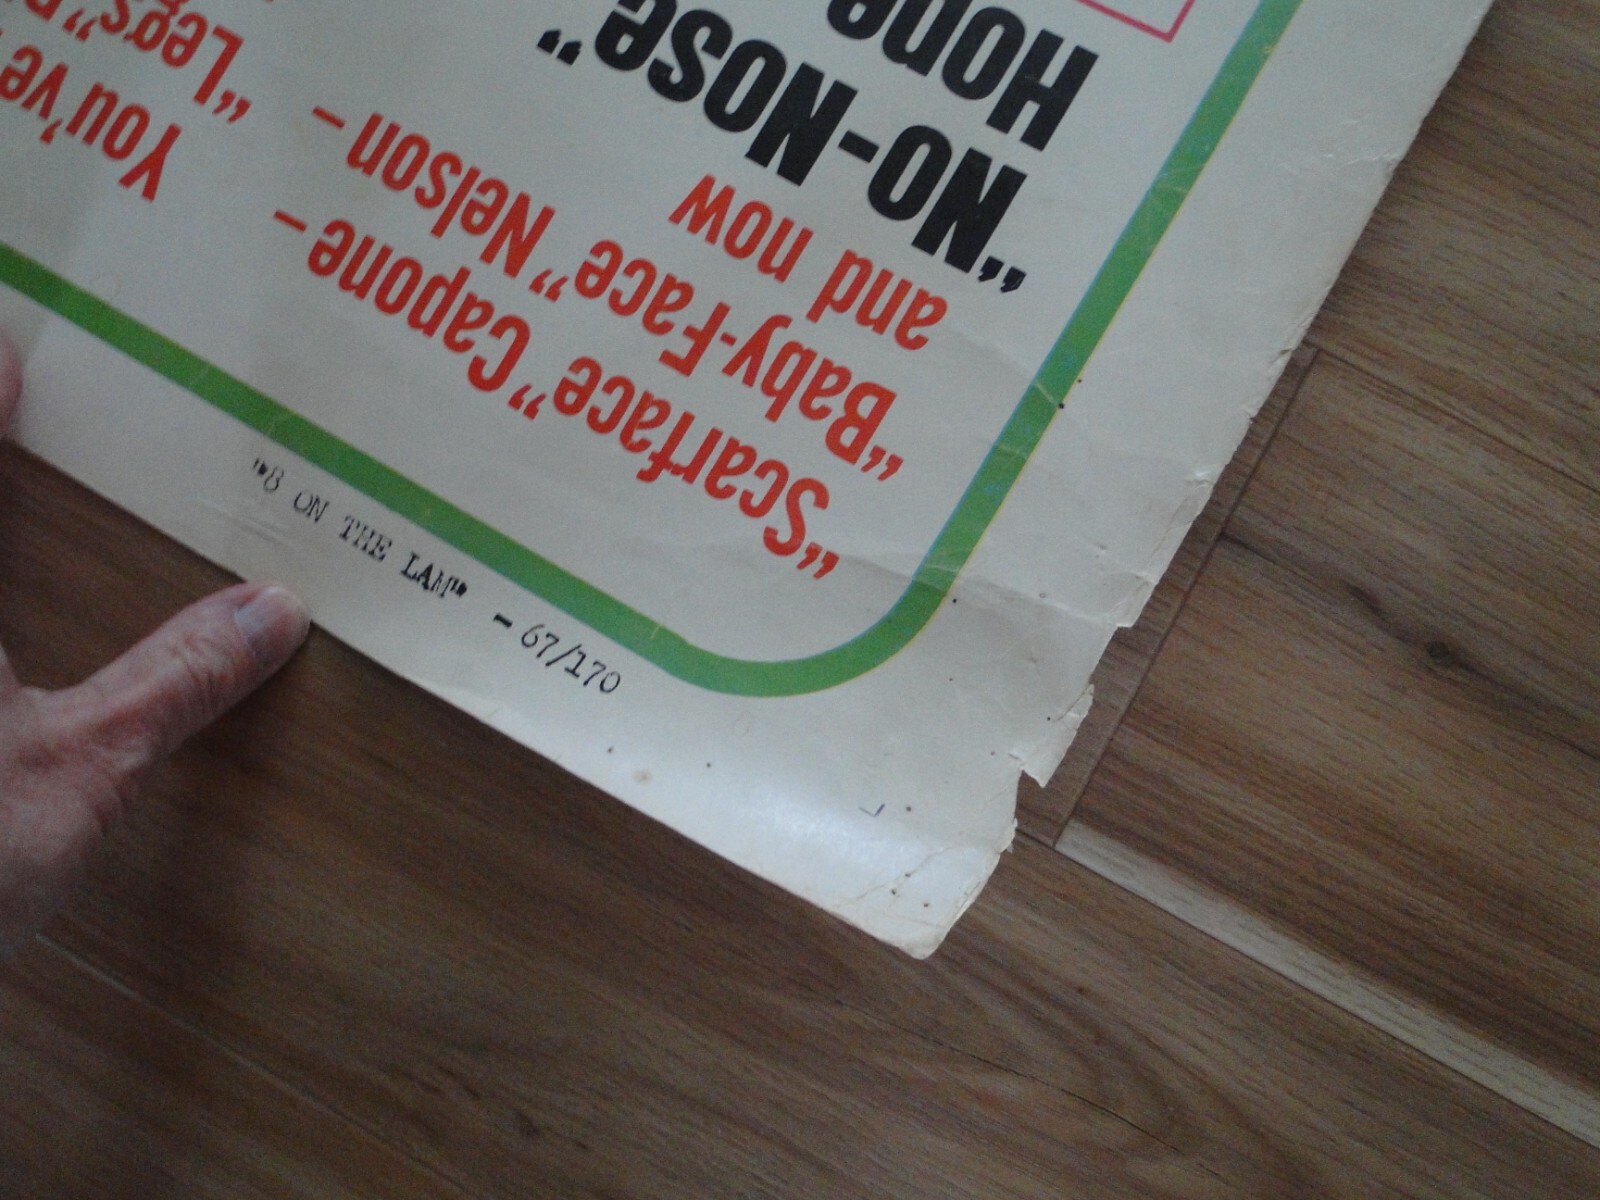 "Scarface" Capone –
"Baby-Face" Nelson –
and now
"NO-NOSE"
Hope
You've
"Legs"
"8 ON THE LAM" - 67/170